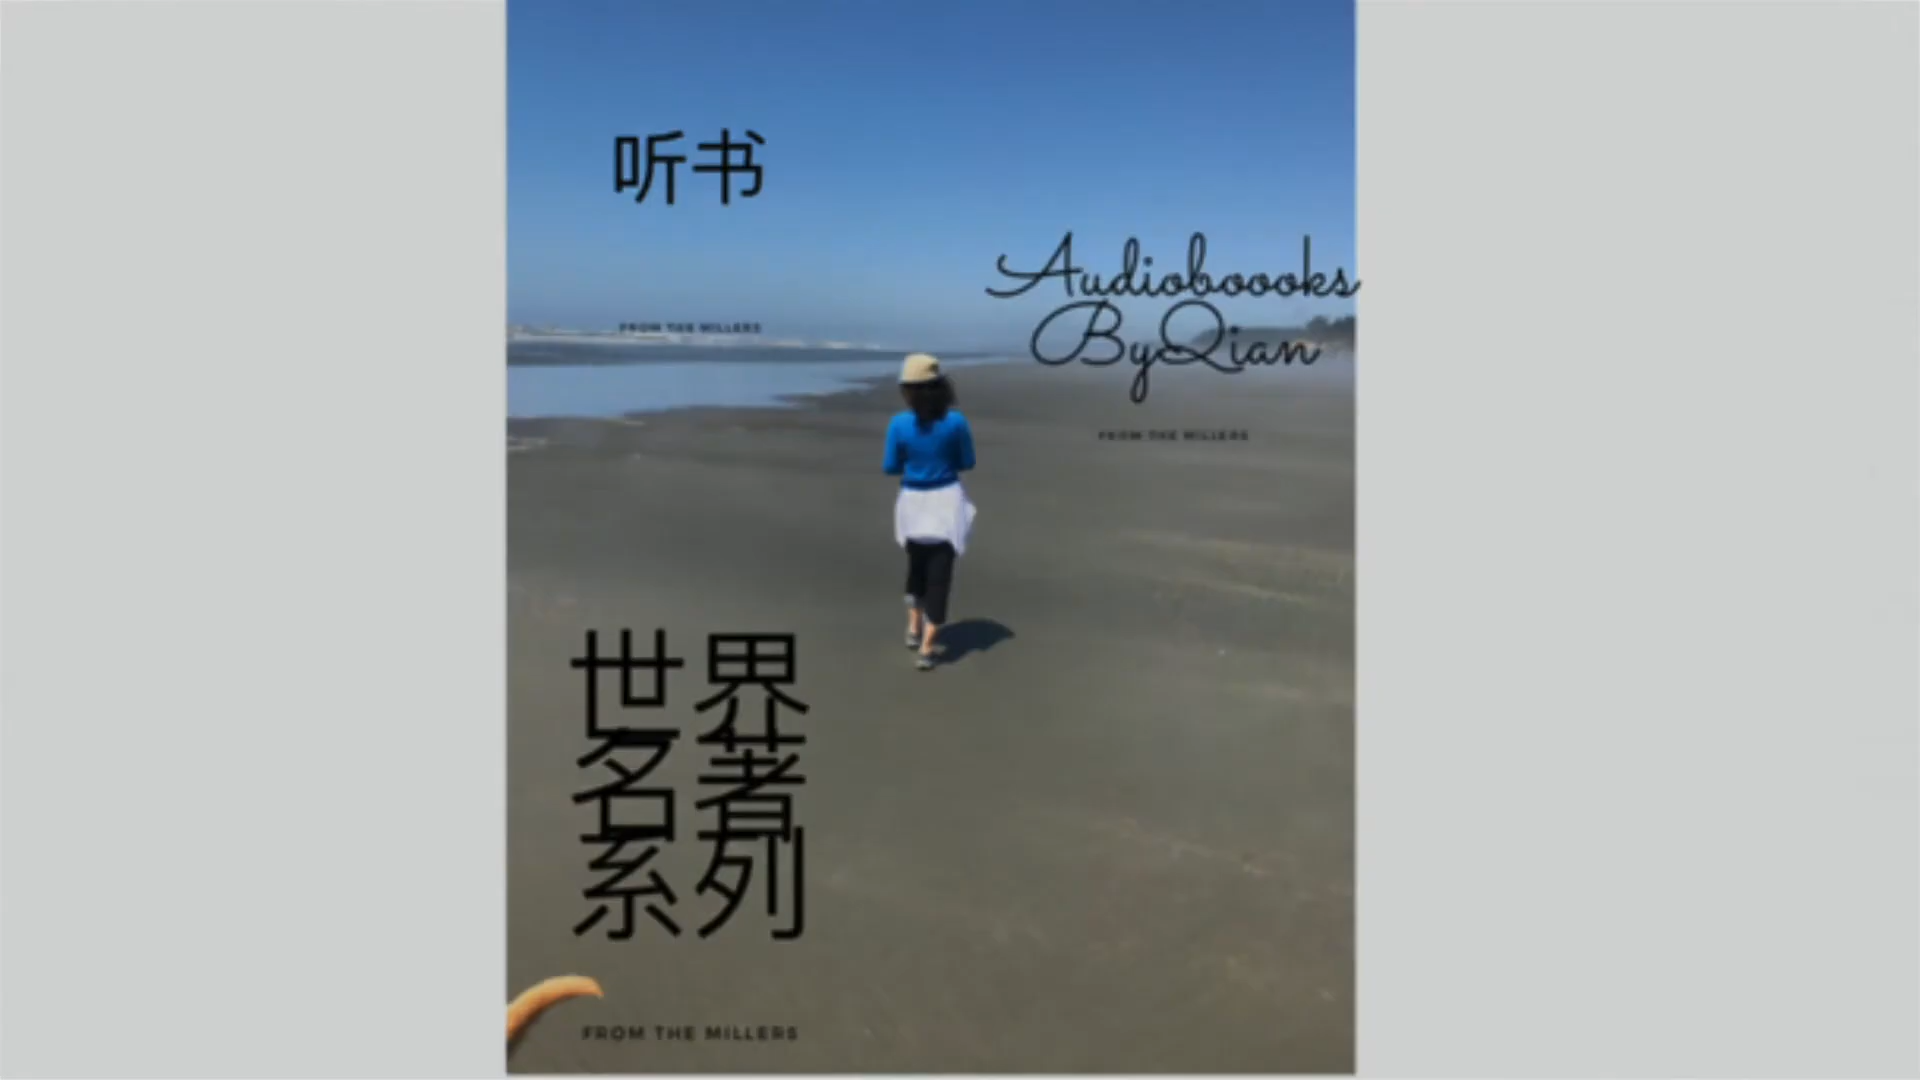 听书
FROM THE MILLERS
Audioboooks
ByQian
FROM THE MILLERS
世界
名著
系列
FROM THE MILLERS